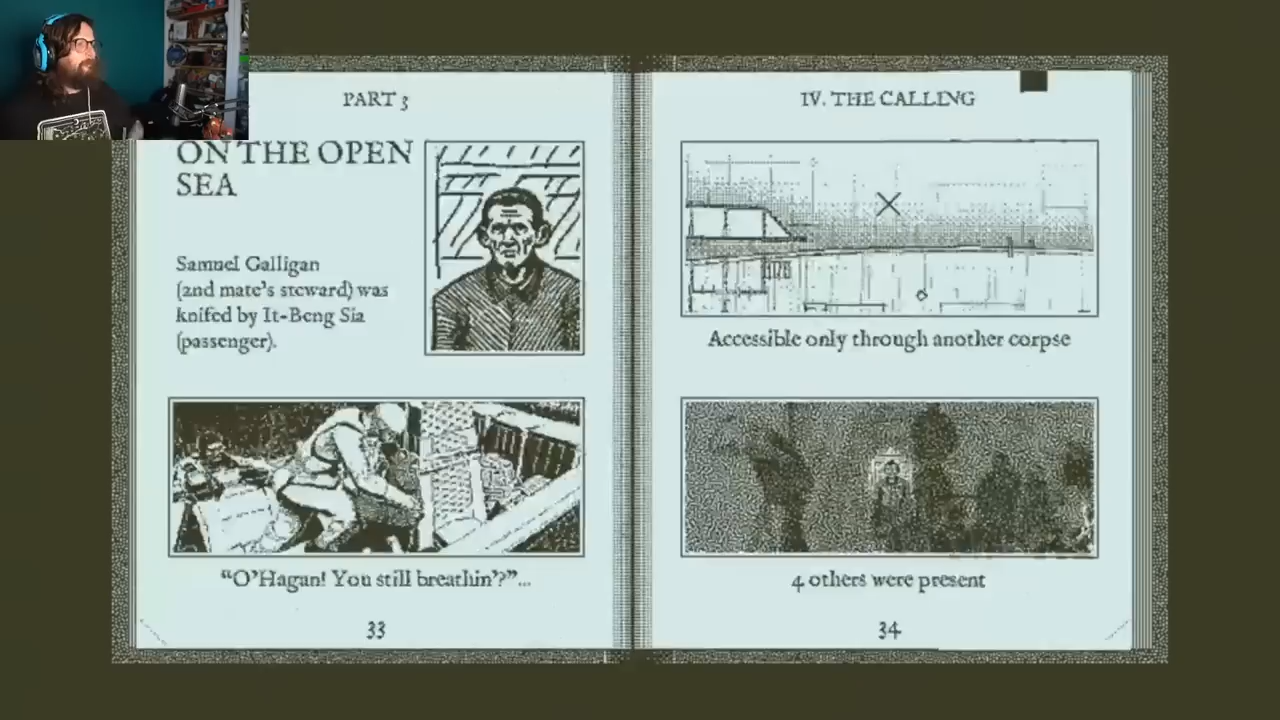 PART 3
ON THE OPEN
SEA
Samuel Galligan
(and mate's steward) was
knifed by It-Beng Sia
(passenger).
"O'Hagan! You still breathin'?"...
33
IV. THE CALLING
Accessible only through another corpse
4 others were present
34